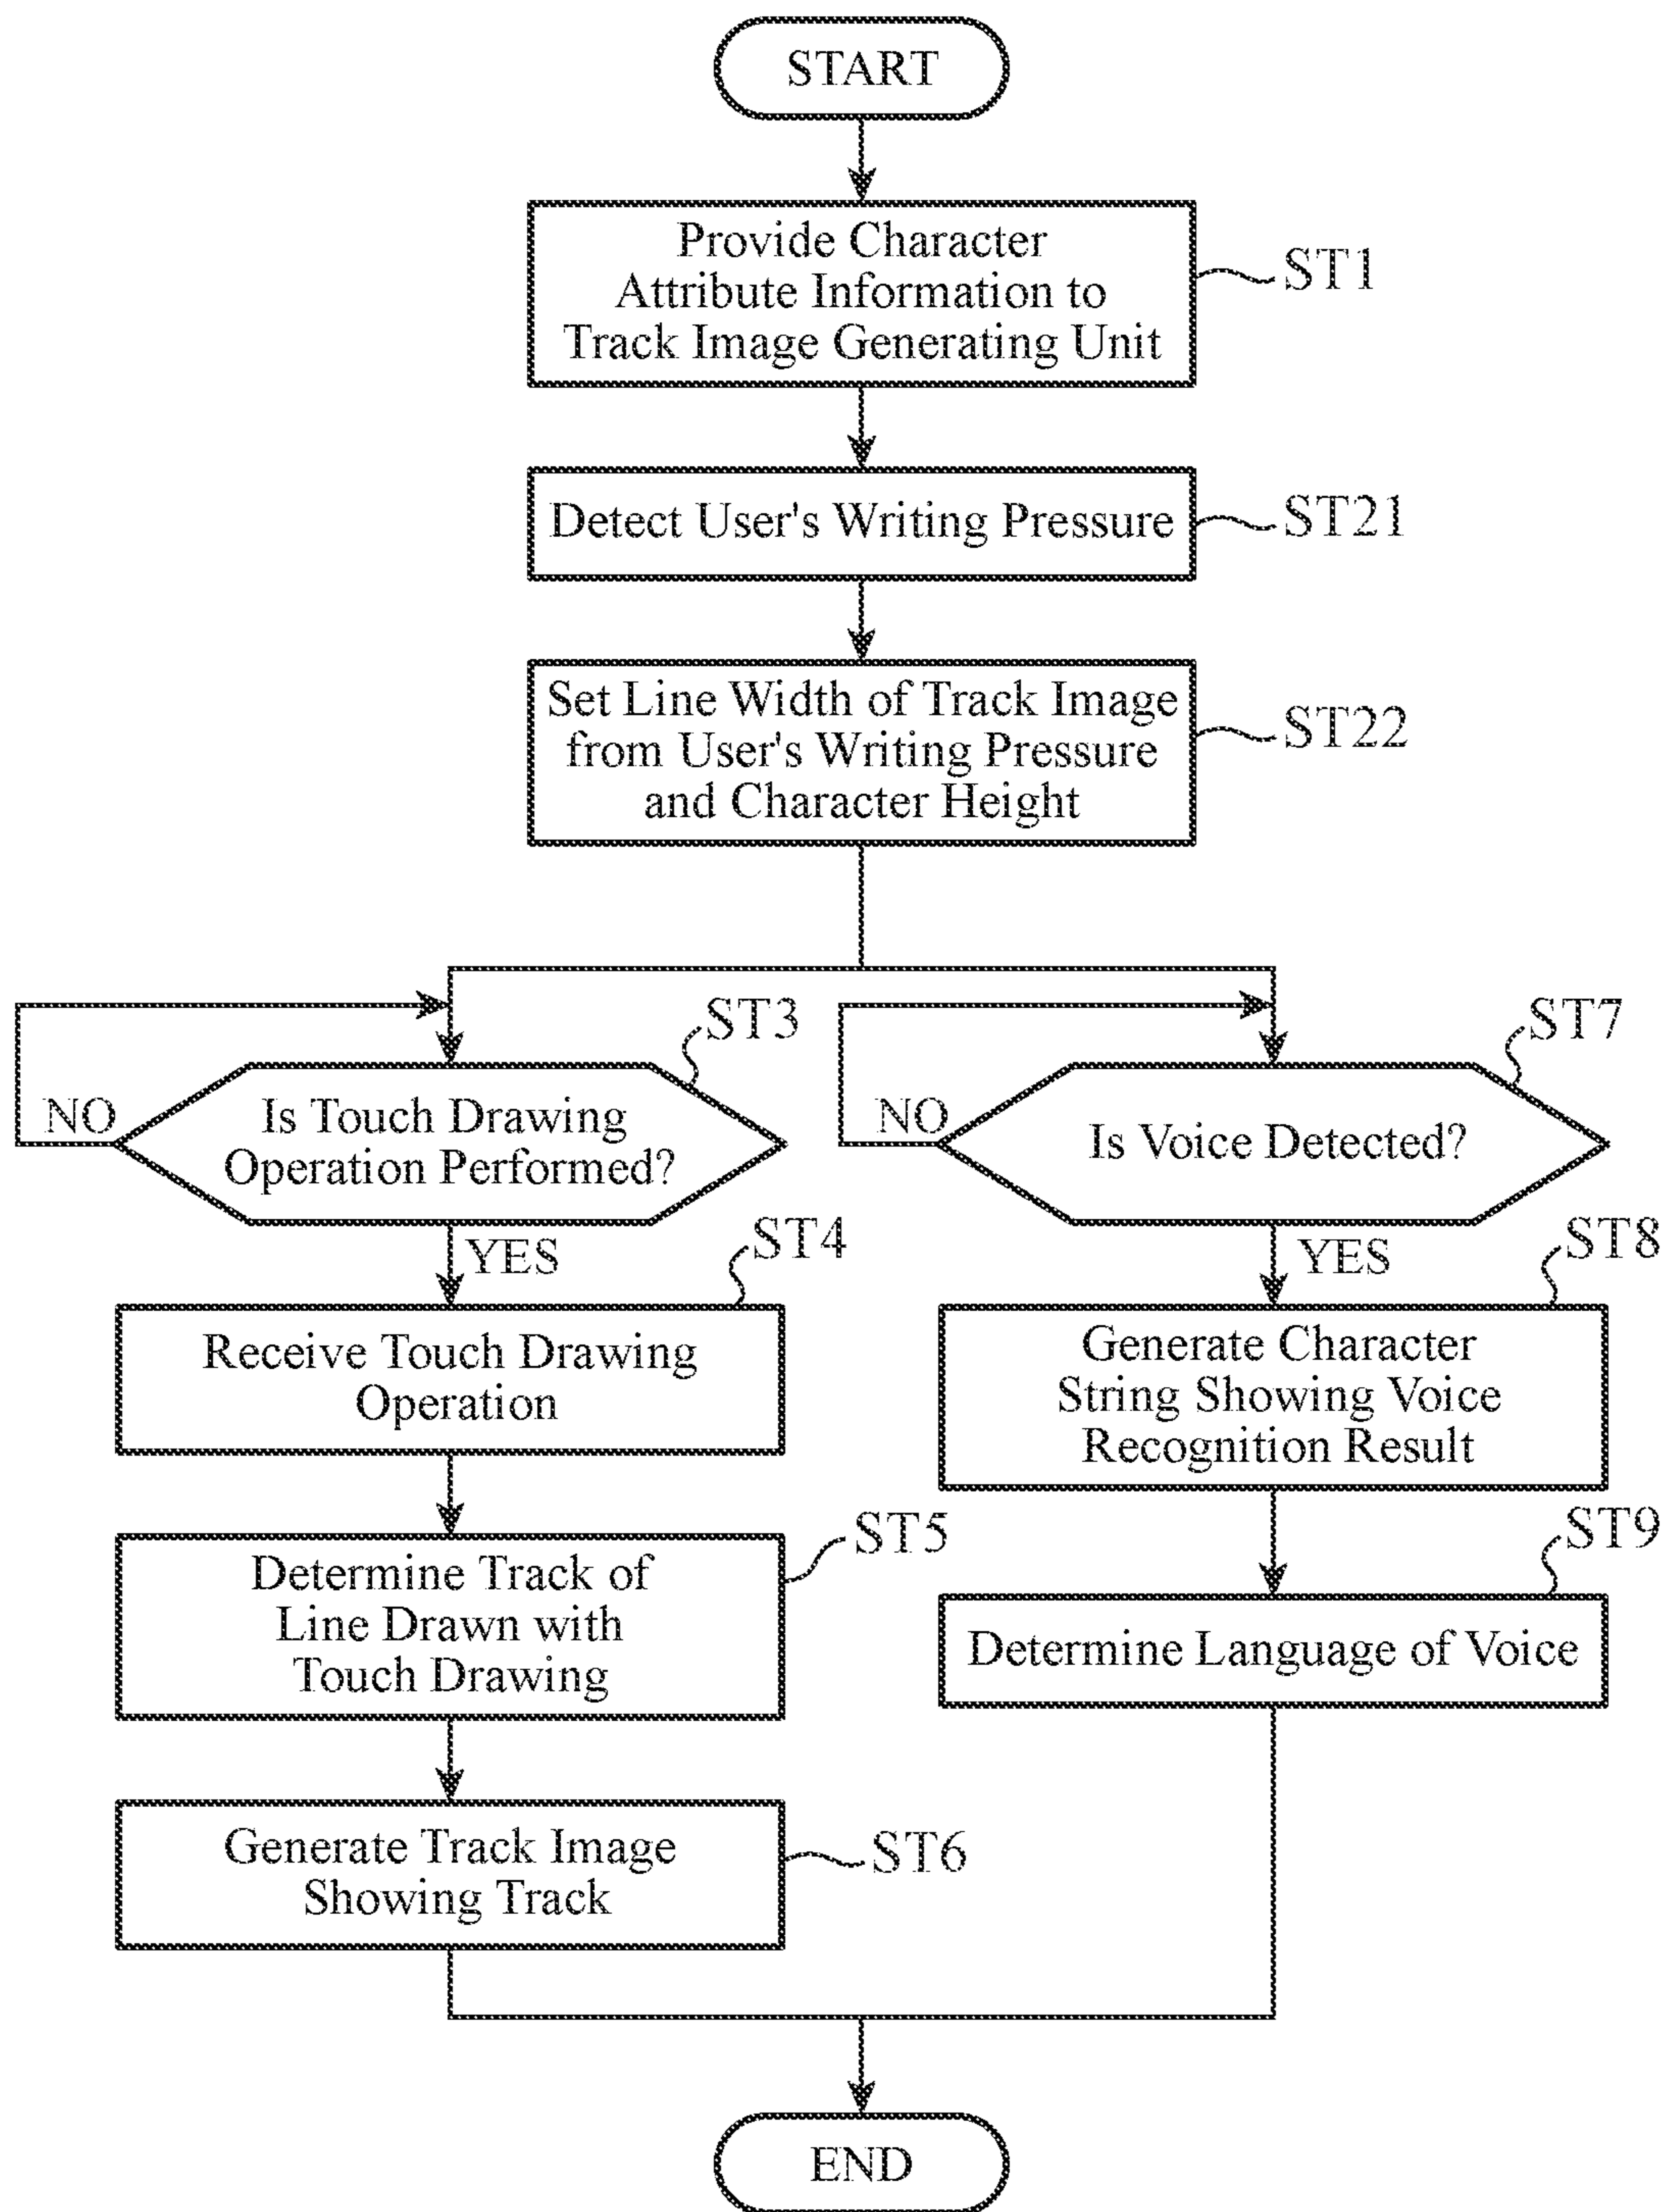 START
Provide Character
Attribute Information to
Track Image Generating Unit
ST1
Detect User's Writing Pressure
ST21
Set Line Width of Track Image
from User's Writing Pressure
and Character Height
ST22
ST3
NO
Is Touch Drawing
Operation Performed?
YES
ST4
Receive Touch Drawing
Operation
ST5
Determine Track of
Line Drawn with
Touch Drawing
Generate Track Image
Showing Track
ST6
ST7
NO
Is Voice Detected?
YES
ST8
Generate Character
String Showing Voice
Recognition Result
ST9
Determine Language of Voice
END